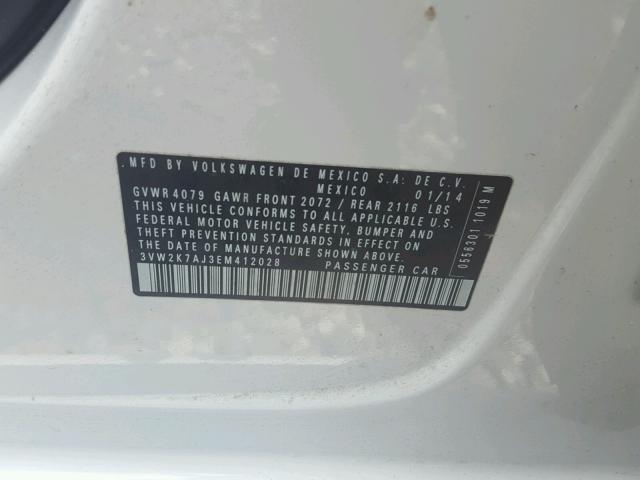 MFD BY VOLKSWAGEN DE MEXICO S.A: DE C.V.
MEXICO 01/14
GVWR 4079 GAWR FRONT 2072 / REAR 2116 LBS
THIS VEHICLE CONFORMS TO ALL APPLICABLE U.S.
FEDERAL MOTOR VEHICLE SAFETY, BUMPER AND
THEFT PREVENTION STANDARDS IN EFFECT ON
THE DATE OF MANUFACTURE SHOWN ABOVE.
3VW2K7AJ3EM412028 PASSENGER CAR
0556301 1019 M